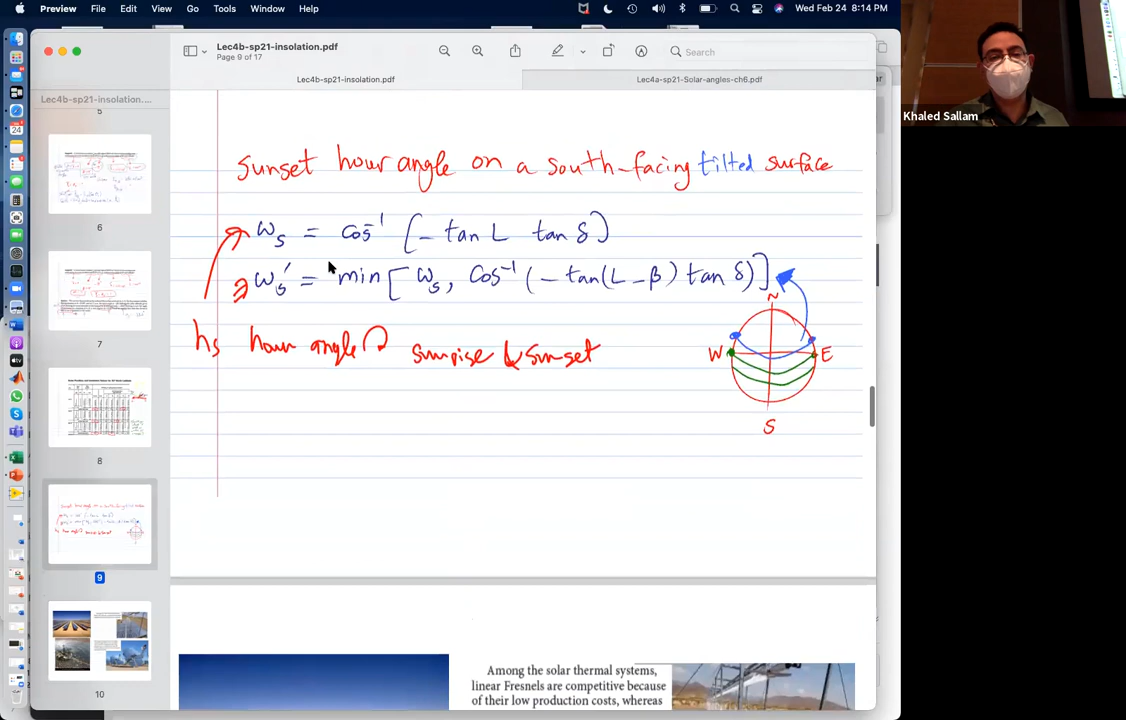 Preview File Edit View Go Tools Window Help Wed Feb 24 8:14 PM
Lec4b-sp21-insolation.pdf
Page 9 of 17
Search
Lec4b-sp21-insolation.pdf Lec4a-sp21-Solar-angles-ch6.pdf
Lec4b-sp21-insolation....
5
6
7
8
9
10
Sunset hour angle on a south-facing tilted surface
ωs = cos⁻¹ [- tan L tan δ)
ωs' = min[ ωs, Cos⁻¹ (- tan(L - β) tan δ)]
hs hour angle sunrise & sunset
N
W E
S
Among the solar thermal systems,
linear Fresnels are competitive because
of their low production costs, whereas
Khaled Sallam